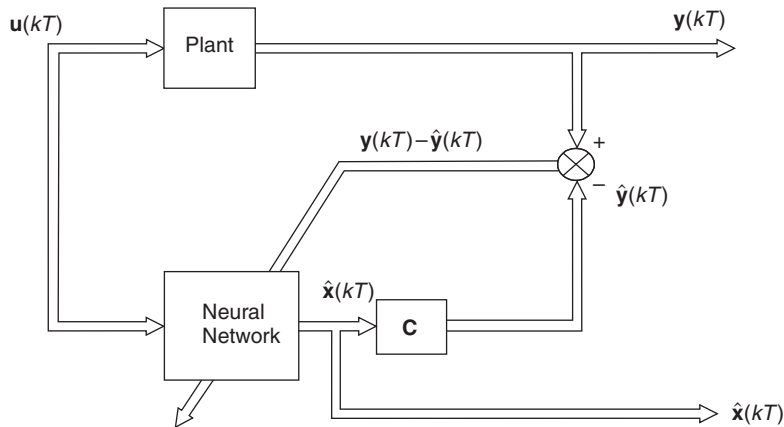 u(kT)
Plant
y(kT)
y(kT)−ŷ(kT)
+
−
ŷ(kT)
Neural
Network
x̂(kT)
C
x̂(kT)